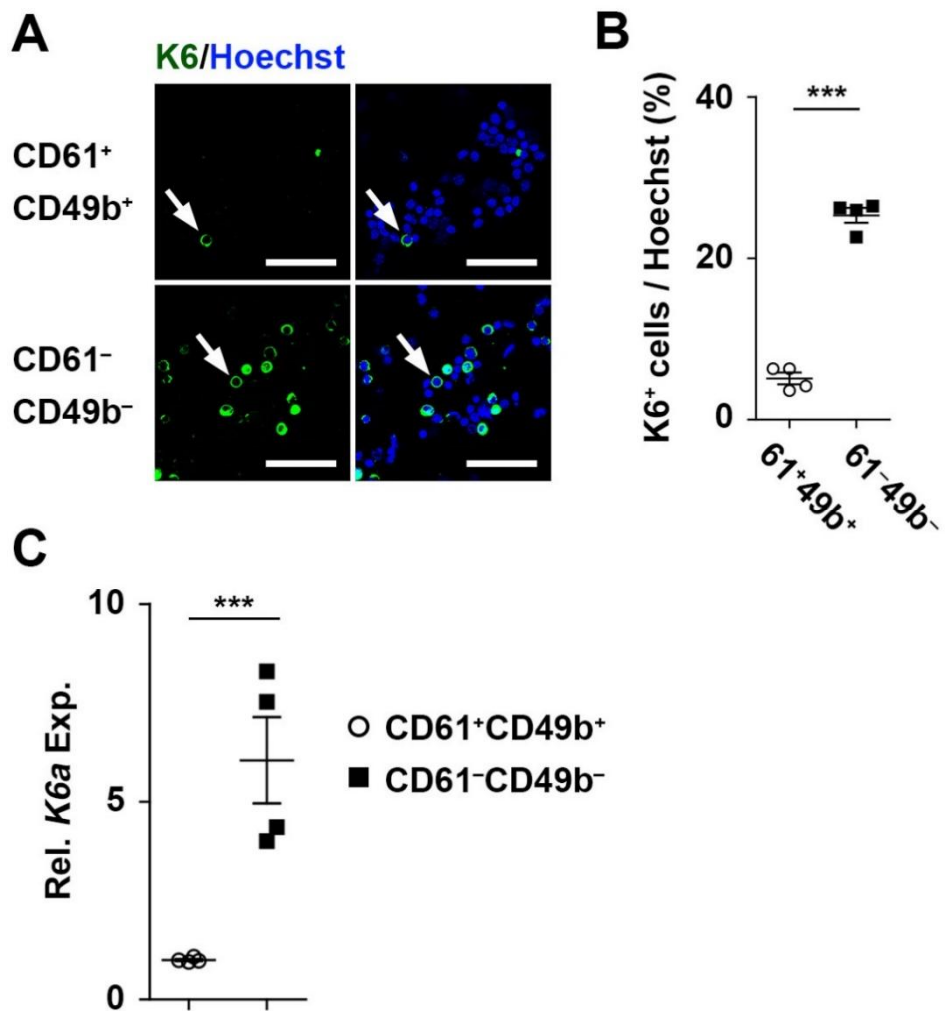 A
K6/Hoechst
CD61⁺
CD49b⁺
CD61⁻
CD49b⁻
B
K6⁺ cells / Hoechst (%)
40
20
0
***
61⁺49b⁺
61⁻49b⁻
C
Rel. K6a Exp.
10
5
0
***
CD61⁺CD49b⁺
CD61⁻CD49b⁻